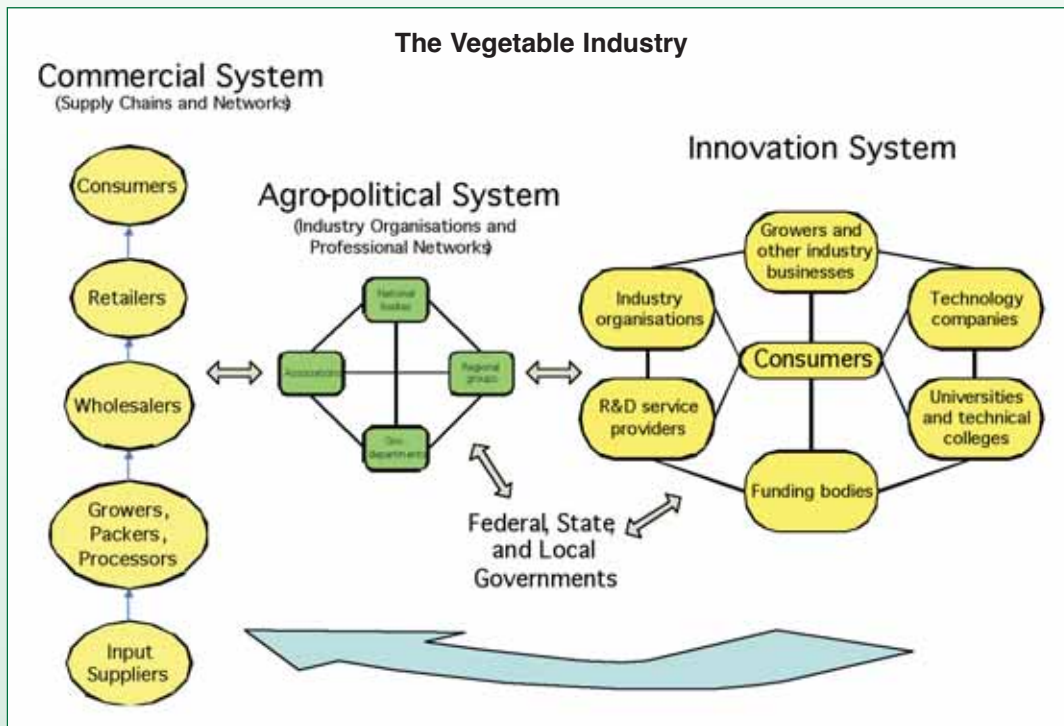 The Vegetable Industry
Commercial System
(Supply Chains and Networks)
Consumers
Retailers
Wholesalers
Growers,
Packers,
Processors
Input
Suppliers
Agro-political System
(Industry Organisations and
Professional Networks)
National
bodies
Associations
Regional
groups
Gov.
departments
Federal, State,
and Local
Governments
Innovation System
Growers and
other industry
businesses
Industry
organisations
Technology
companies
Consumers
R&D service
providers
Universities
and technical
colleges
Funding bodies